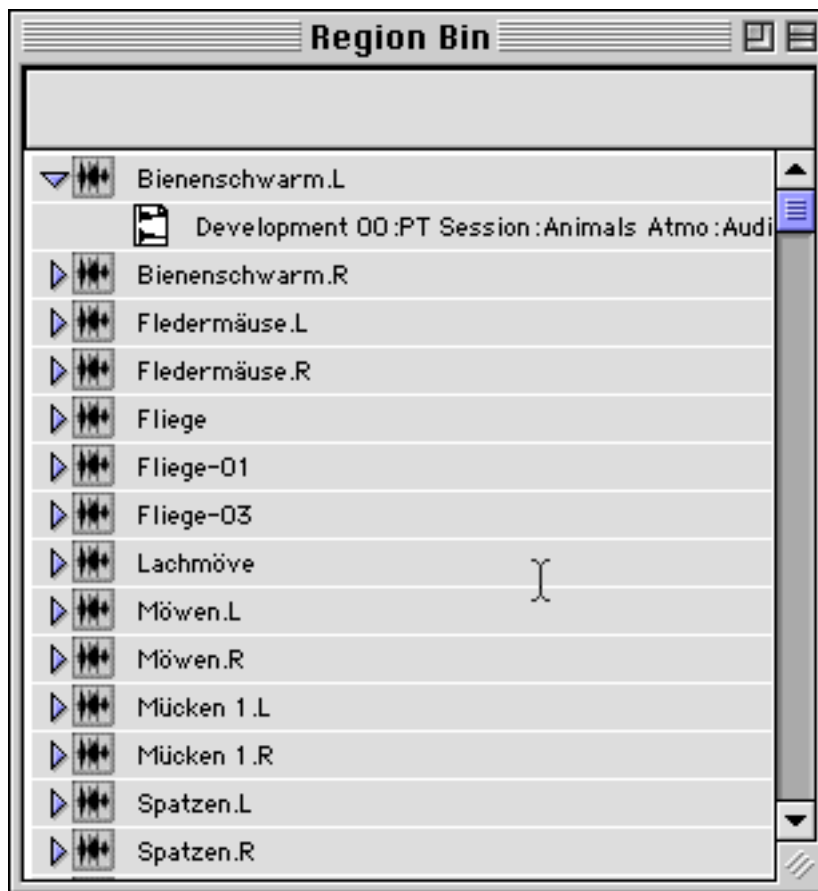 Region Bin
Bienenschwarm.L
Development 00:PT Session:Animals Atmo:Audi
Bienenschwarm.R
Fledermäuse.L
Fledermäuse.R
Fliege
Fliege-01
Fliege-03
Lachmöve
Möwen.L
Möwen.R
Mücken 1.L
Mücken 1.R
Spatzen.L
Spatzen.R